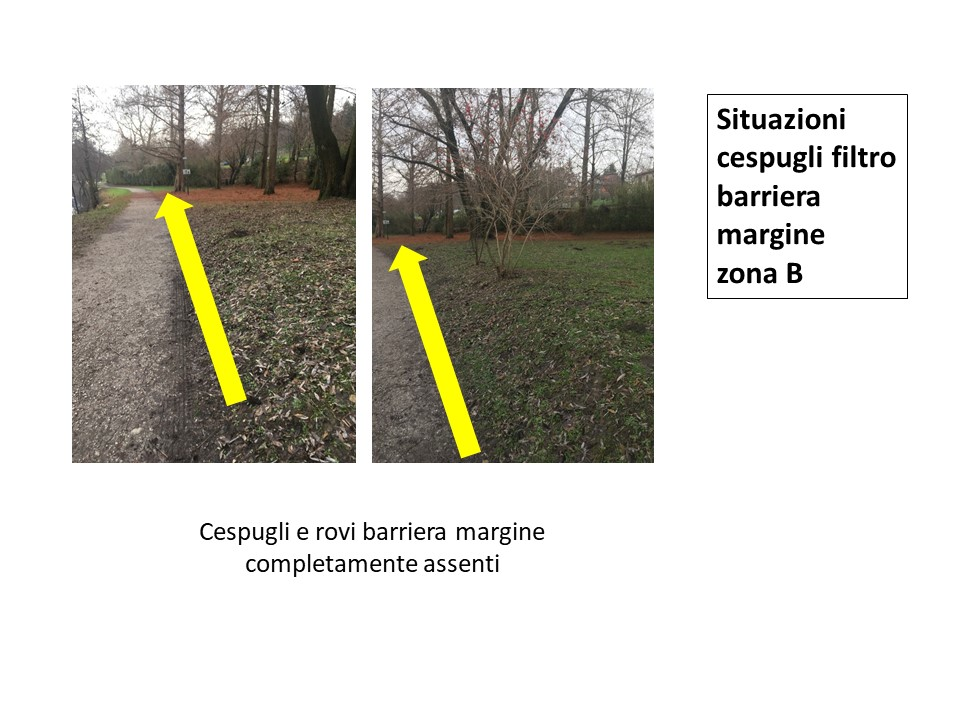 Situazioni
cespugli filtro
barriera
margine
zona B
Cespugli e rovi barriera margine
completamente assenti